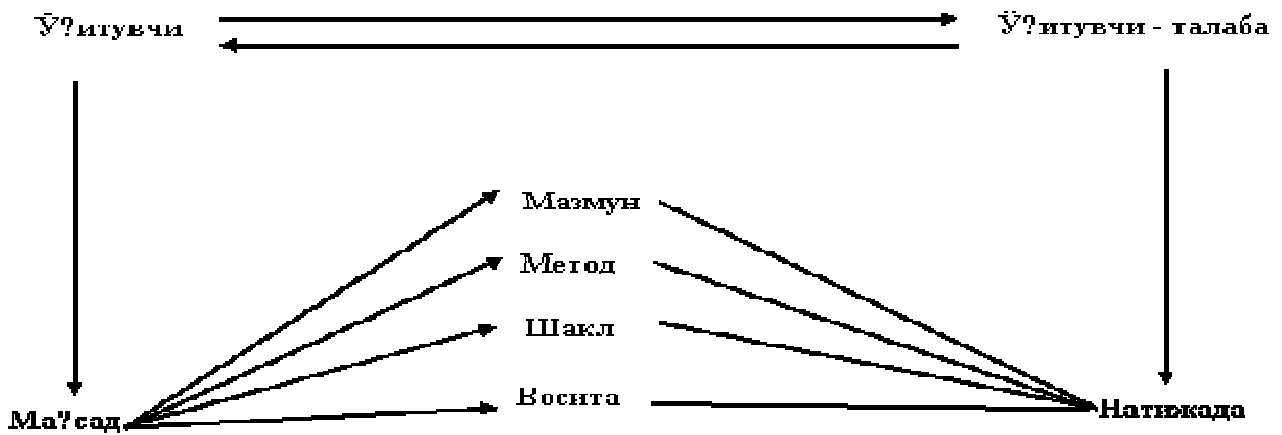 Ў?итувчи
Ў?итувчи - талаба
Мазмун
Метод
Шакл
Восита
Ма?сад
Натижада